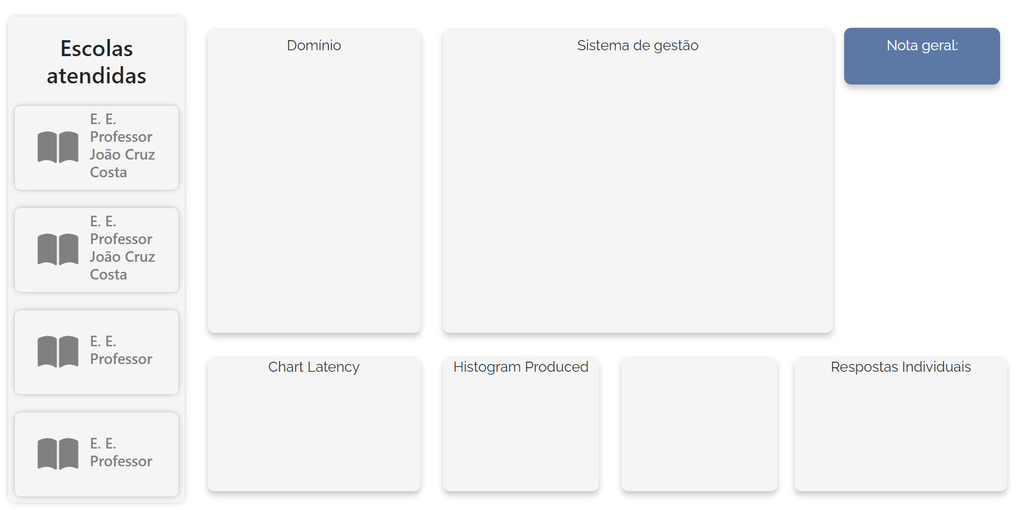 Escolas
atendidas
E. E.
Professor
João Cruz
Costa
E. E.
Professor
João Cruz
Costa
E. E.
Professor
E. E.
Professor
Domínio
Sistema de gestão
Nota geral:
Chart Latency
Histogram Produced
Respostas Individuais